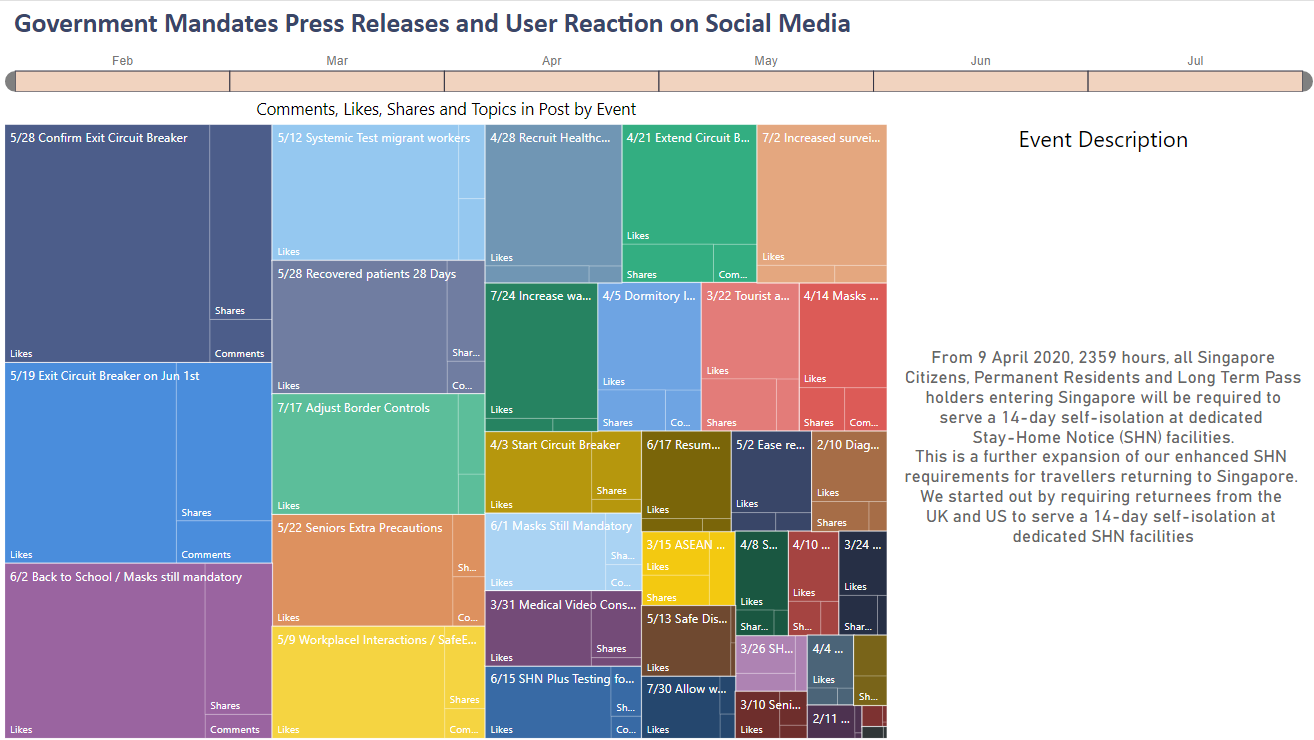 Government Mandates Press Releases and User Reaction on Social Media
Feb
Mar
Apr
May
Jun
Jul
Comments, Likes, Shares and Topics in Post by Event
5/28 Confirm Exit Circuit Breaker
Likes
Shares
Comments
5/19 Exit Circuit Breaker on Jun 1st
Likes
Shares
Comments
6/2 Back to School / Masks still mandatory
Likes
Shares
Comments
5/12 Systemic Test migrant workers
Likes
5/28 Recovered patients 28 Days
Likes
Shar...
Co...
7/17 Adjust Border Controls
Likes
5/22 Seniors Extra Precautions
Likes
Sh...
Co...
5/9 Workplacel Interactions / SafeE...
Likes
Shares
Com...
4/28 Recruit Healthc...
Likes
4/21 Extend Circuit B...
Likes
Shares
Com...
7/2 Increased survei...
Likes
7/24 Increase wa...
Likes
4/5 Dormitory I...
Likes
Shares
Co...
3/22 Tourist a...
Likes
Shares
4/14 Masks ...
Likes
Shares
Com...
4/3 Start Circuit Breaker
Likes
Shares
6/1 Masks Still Mandatory
Likes
Sha...
Co...
3/31 Medical Video Cons...
Likes
Shares
6/15 SHN Plus Testing fo...
Likes
Sh...
Co...
6/17 Resum...
Likes
5/2 Ease re...
Likes
2/10 Diag...
Likes
Shares
3/15 ASEAN ...
Likes
Shares
5/13 Safe Dis...
Likes
7/30 Allow w...
Likes
4/8 S...
Likes
Shar...
4/10 ...
Likes
Sh...
3/24 ...
Likes
Shar...
3/26 SH...
3/10 Seni...
Likes
4/4 ...
Likes
Sh...
2/11 ...
Event Description
From 9 April 2020, 2359 hours, all Singapore
Citizens, Permanent Residents and Long Term Pass
holders entering Singapore will be required to
serve a 14-day self-isolation at dedicated
Stay-Home Notice (SHN) facilities.
This is a further expansion of our enhanced SHN
requirements for travellers returning to Singapore.
We started out by requiring returnees from the
UK and US to serve a 14-day self-isolation at
dedicated SHN facilities